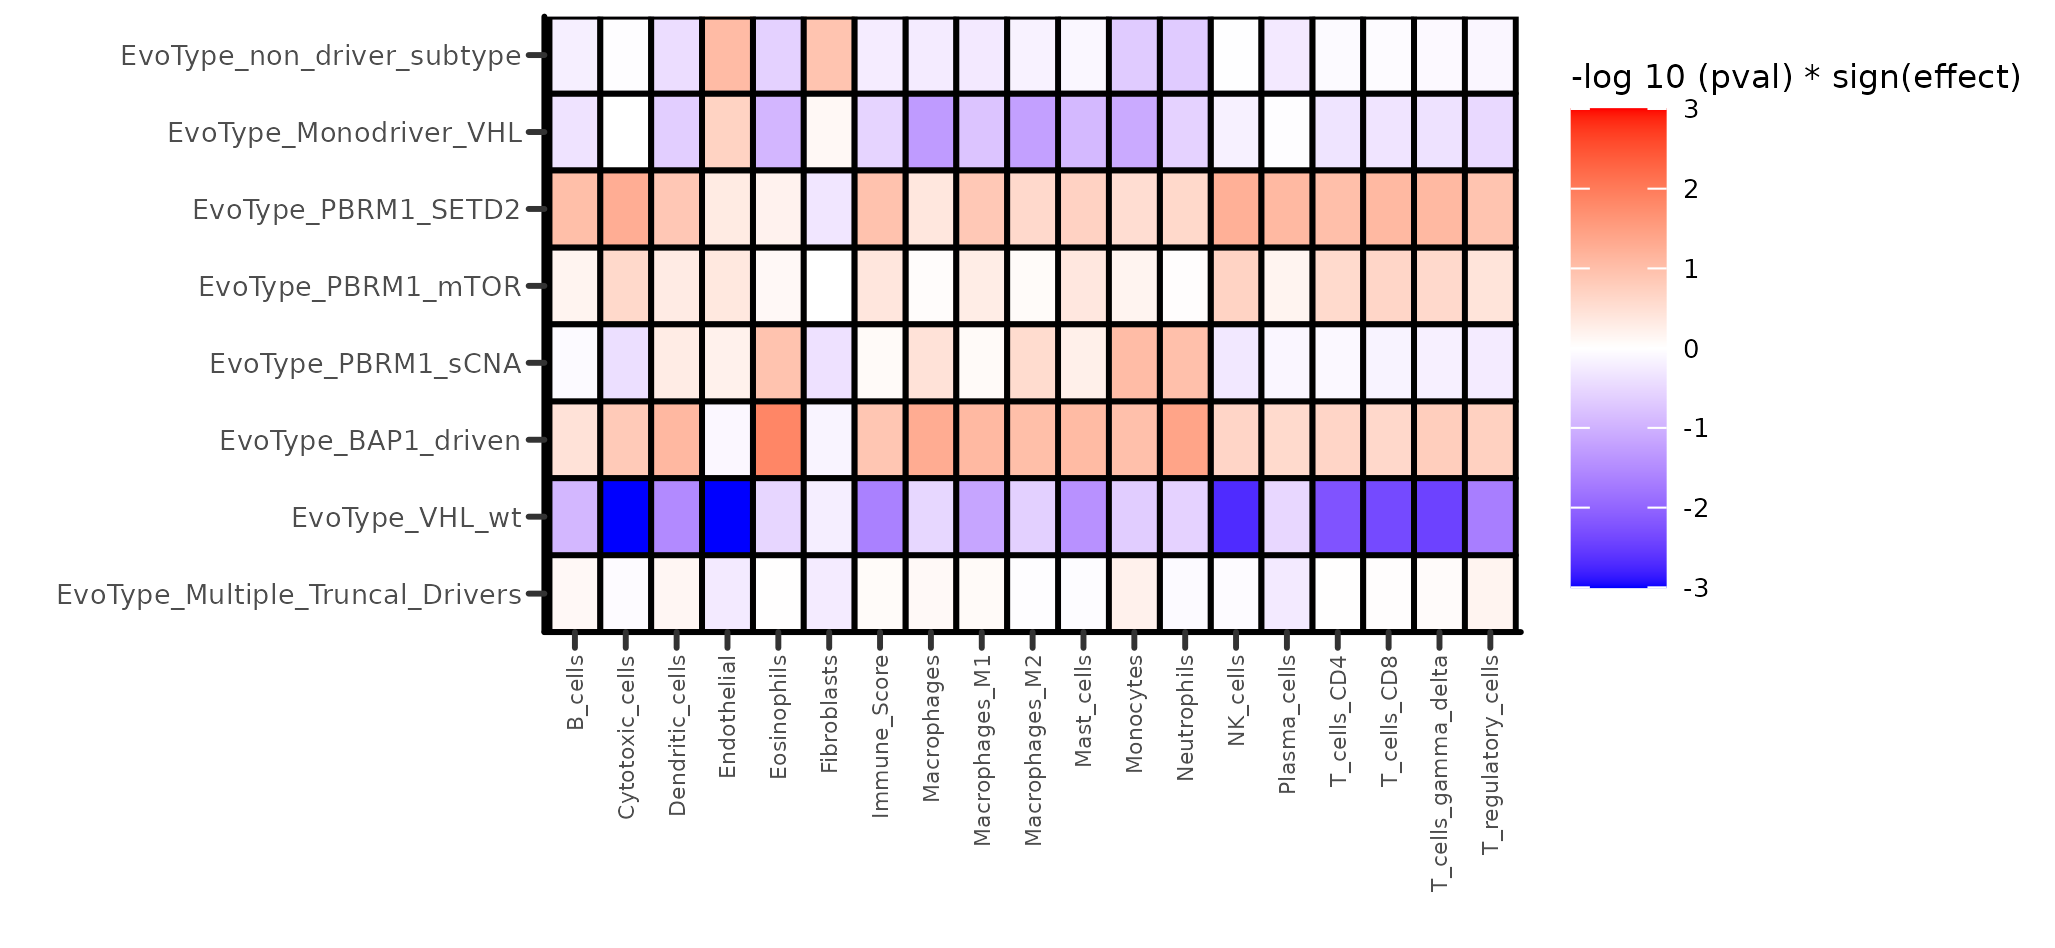 EvoType_non_driver_subtype
EvoType_Monodriver_VHL
EvoType_PBRM1_SETD2
EvoType_PBRM1_mTOR
EvoType_PBRM1_sCNA
EvoType_BAP1_driven
EvoType_VHL_wt
EvoType_Multiple_Truncal_Drivers
B_cells
Cytotoxic_cells
Dendritic_cells
Endothelial
Eosinophils
Fibroblasts
Immune_Score
Macrophages
Macrophages_M1
Macrophages_M2
Mast_cells
Monocytes
Neutrophils
NK_cells
Plasma_cells
T_cells_CD4
T_cells_CD8
T_cells_gamma_delta
T_regulatory_cells
-log 10 (pval) * sign(effect)
3
2
1
0
-1
-2
-3